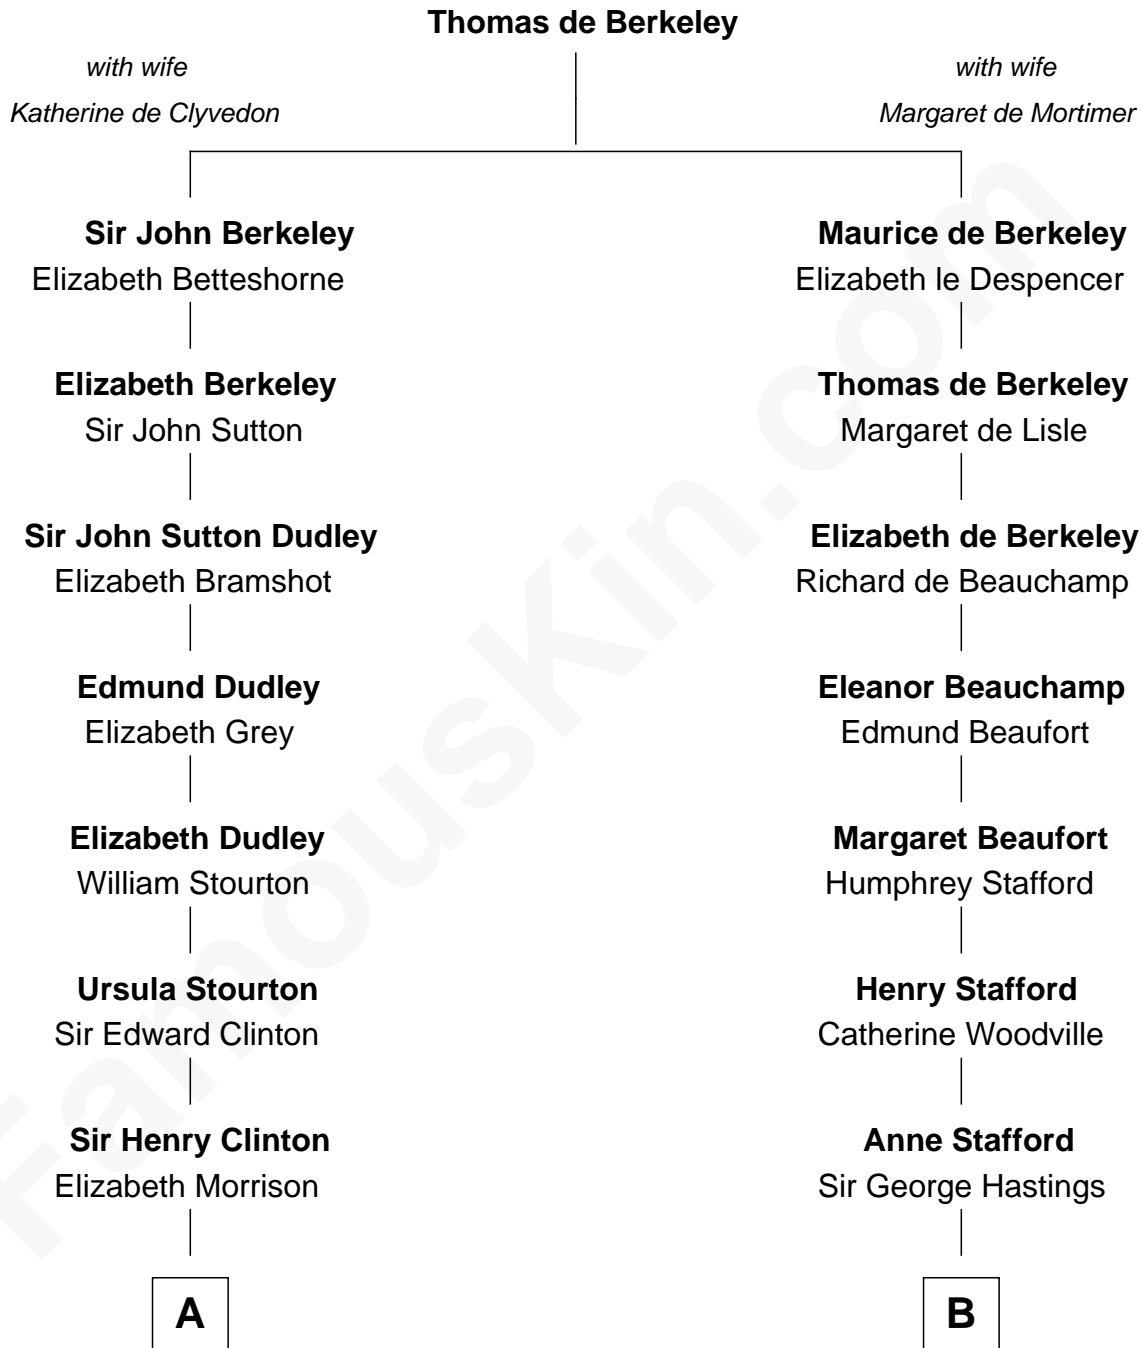 Thomas de Berkeley
with wife
Katherine de Clyvedon
with wife
Margaret de Mortimer
Sir John Berkeley
Elizabeth Betteshorne
Maurice de Berkeley
Elizabeth le Despencer
Elizabeth Berkeley
Sir John Sutton
Thomas de Berkeley
Margaret de Lisle
Sir John Sutton Dudley
Elizabeth Bramshot
Elizabeth de Berkeley
Richard de Beauchamp
Edmund Dudley
Elizabeth Grey
Eleanor Beauchamp
Edmund Beaufort
Elizabeth Dudley
William Stourton
Margaret Beaufort
Humphrey Stafford
Ursula Stourton
Sir Edward Clinton
Henry Stafford
Catherine Woodville
Sir Henry Clinton
Elizabeth Morrison
Anne Stafford
Sir George Hastings
A
B
FamousKin.com